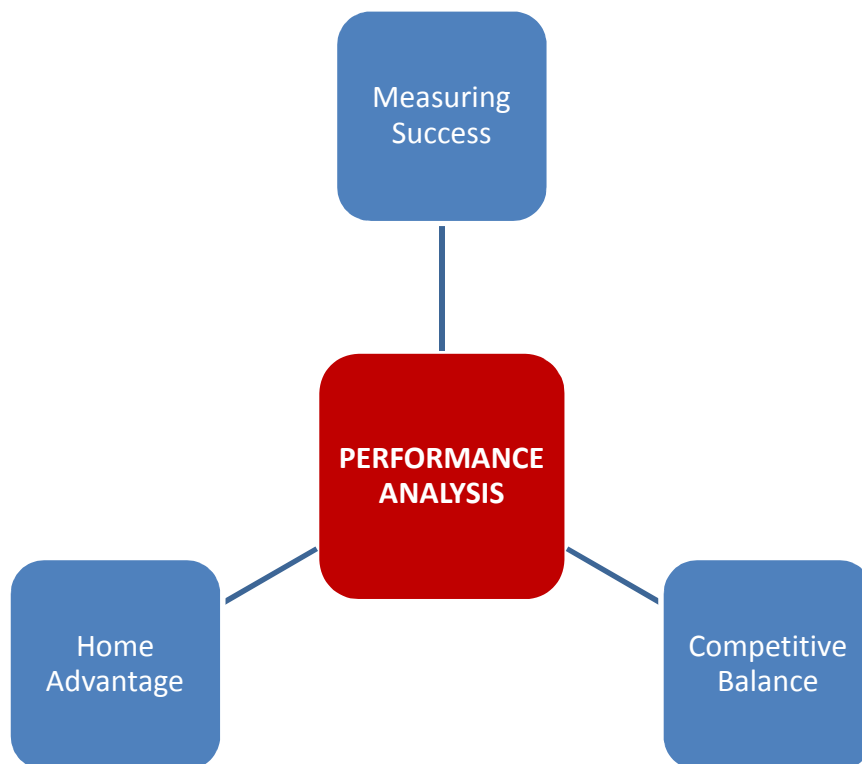 Measuring
Success
PERFORMANCE
ANALYSIS
Home
Advantage
Competitive
Balance